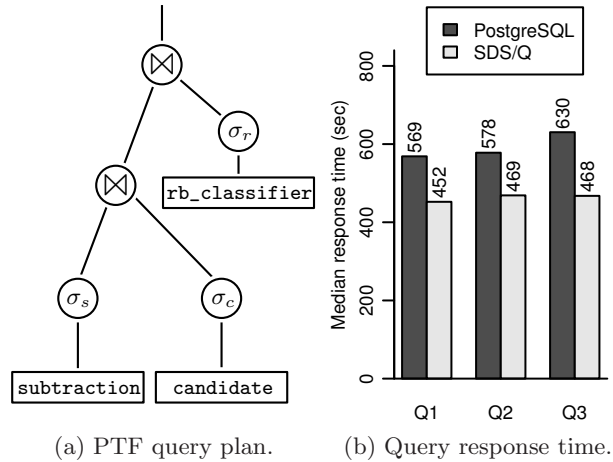 ⋈
σr
⋈
rb_classifier
σs
σc
subtraction
candidate
(a) PTF query plan.
PostgreSQL
SDS/Q
Median response time (sec)
0
200
400
600
800
569
452
578
469
630
468
Q1
Q2
Q3
(b) Query response time.